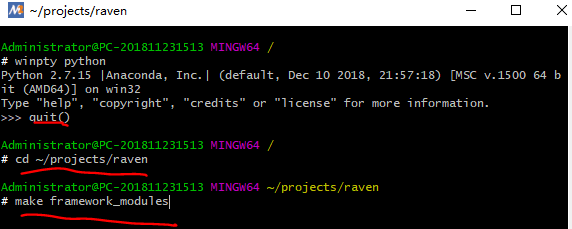 ~/projects/raven
Administrator@PC-201811231513 MINGW64 /
# winpty python
Python 2.7.15 |Anaconda, Inc.| (default, Dec 10 2018, 21:57:18) [MSC v.1500 64 b
it (AMD64)] on win32
Type "help", "copyright", "credits" or "license" for more information.
>>> quit()
Administrator@PC-201811231513 MINGW64 /
# cd ~/projects/raven
Administrator@PC-201811231513 MINGW64 ~/projects/raven
# make framework_modules